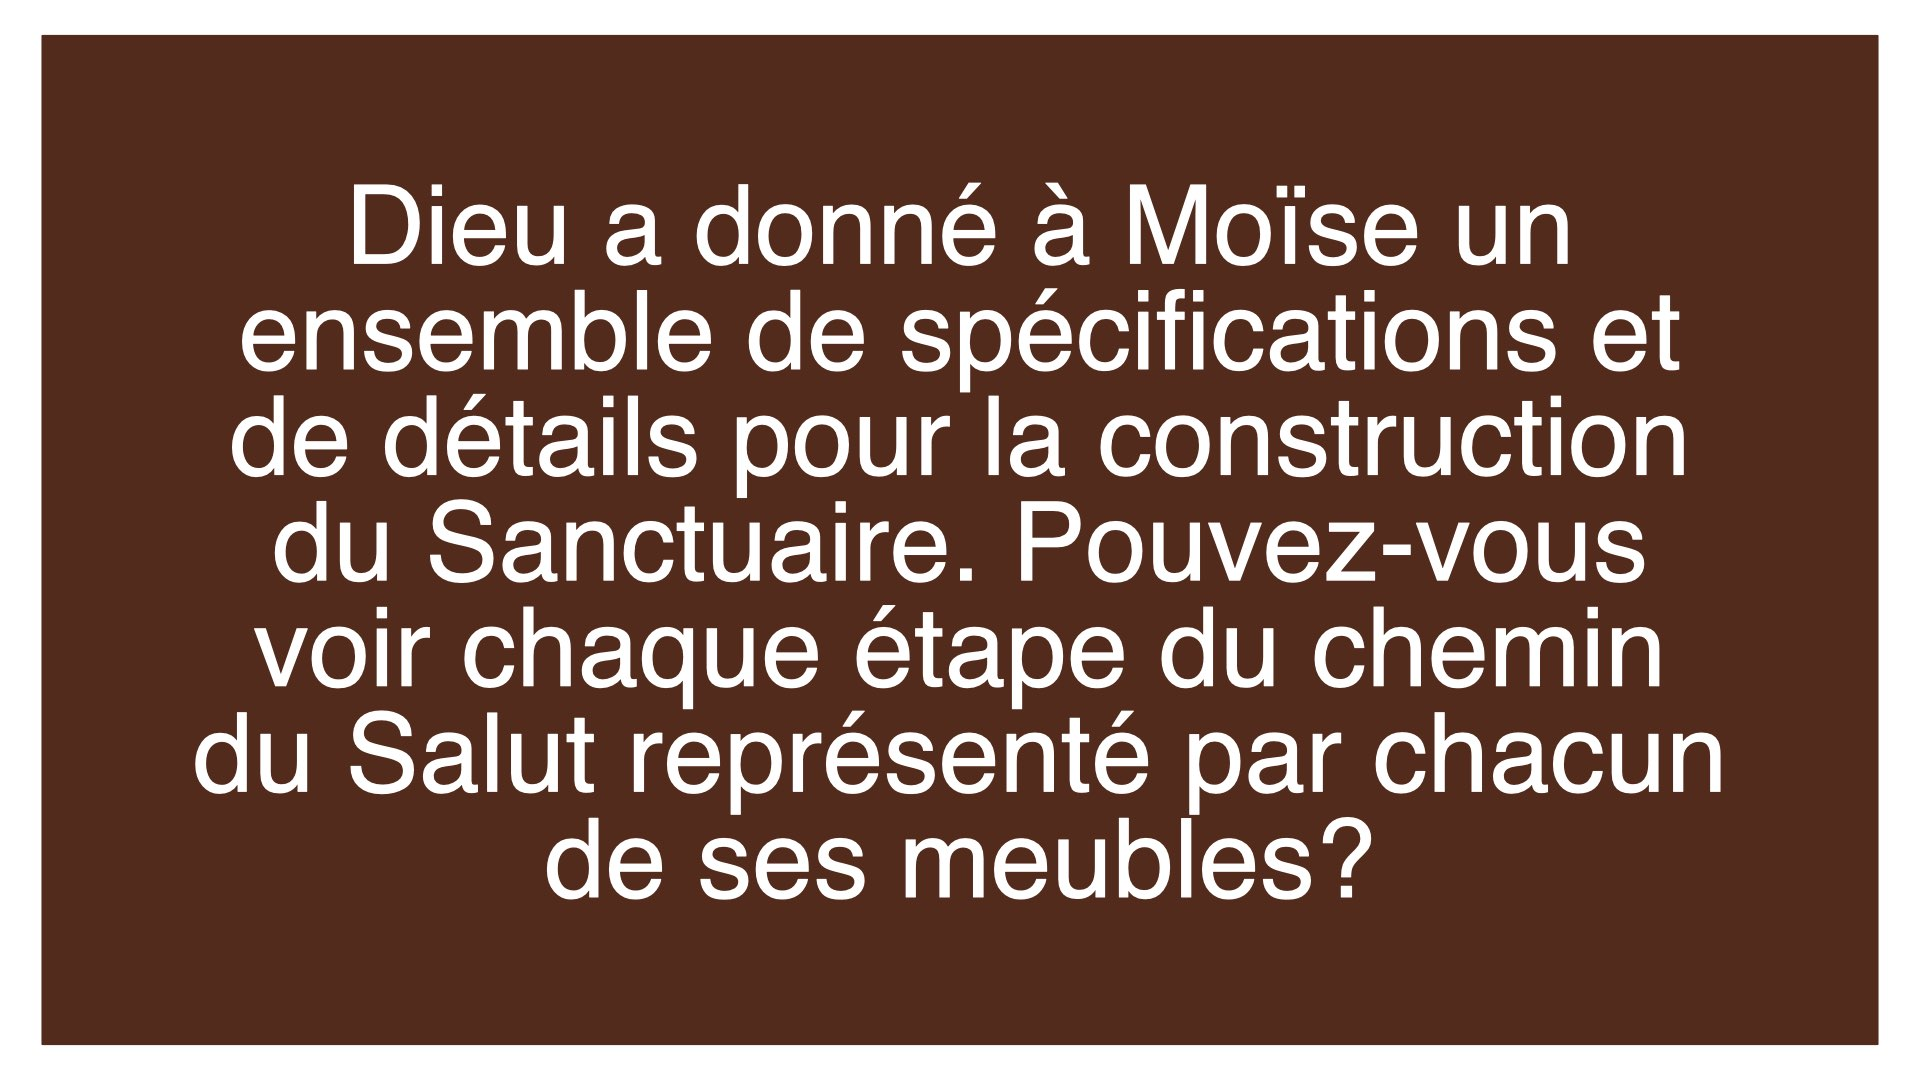 Dieu a donné à Moïse un
ensemble de spécifications et
de détails pour la construction
du Sanctuaire. Pouvez-vous
voir chaque étape du chemin
du Salut représenté par chacun
de ses meubles?